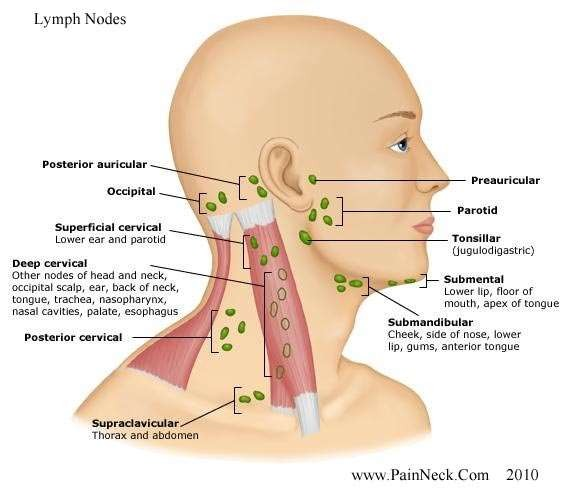 Lymph Nodes
Posterior auricular
Occipital
Superficial cervical
Lower ear and parotid
Deep cervical
Other nodes of head and neck,
occipital scalp, ear, back of neck,
tongue, trachea, nasopharynx,
nasal cavities, palate, esophagus
Posterior cervical
Supraclavicular
Thorax and abdomen
Preauricular
Parotid
Tonsillar
(jugulodigastric)
Submental
Lower lip, floor of
mouth, apex of tongue
Submandibular
Cheek, side of nose, lower
lip, gums, anterior tongue
www.PainNeck.Com 2010